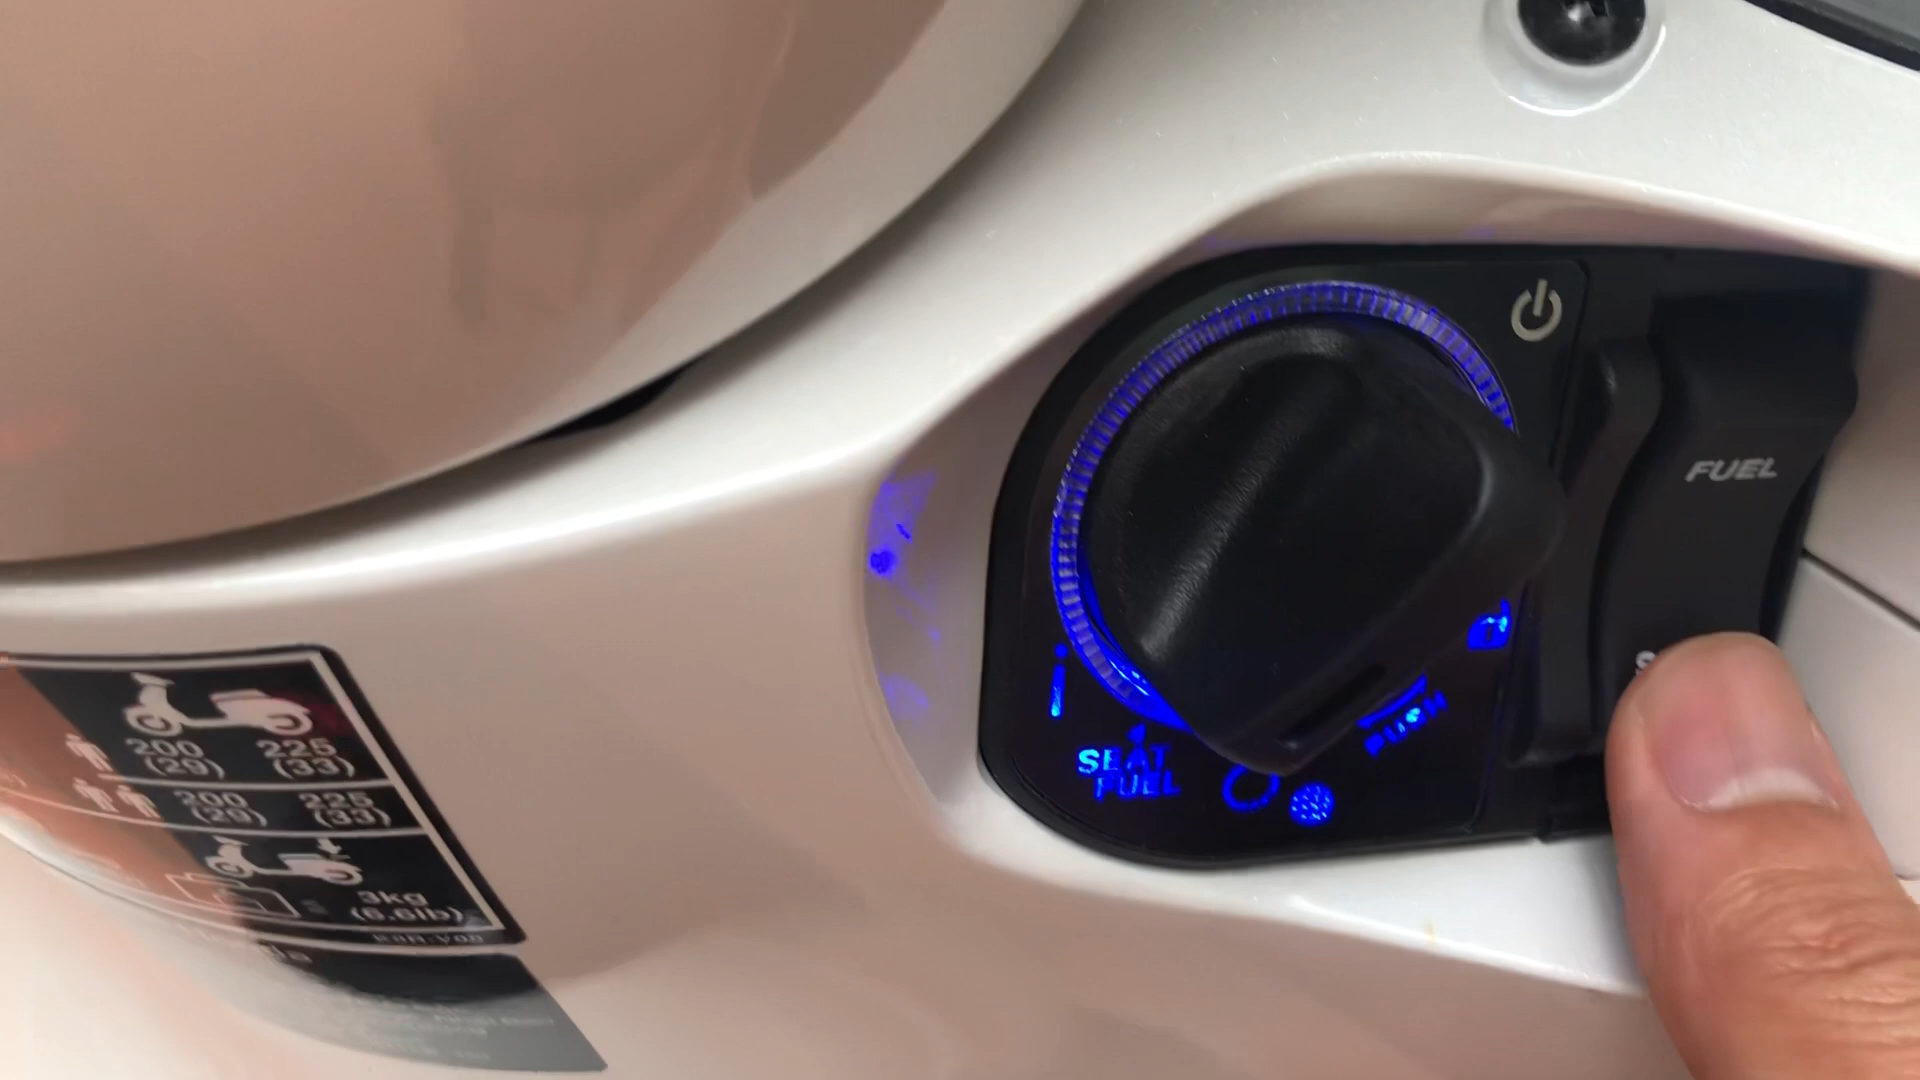 FUEL
SEAT
FUEL
PUSH
200 225
(29) (33)
200 225
(29) (33)
3kg
(6.6lb)